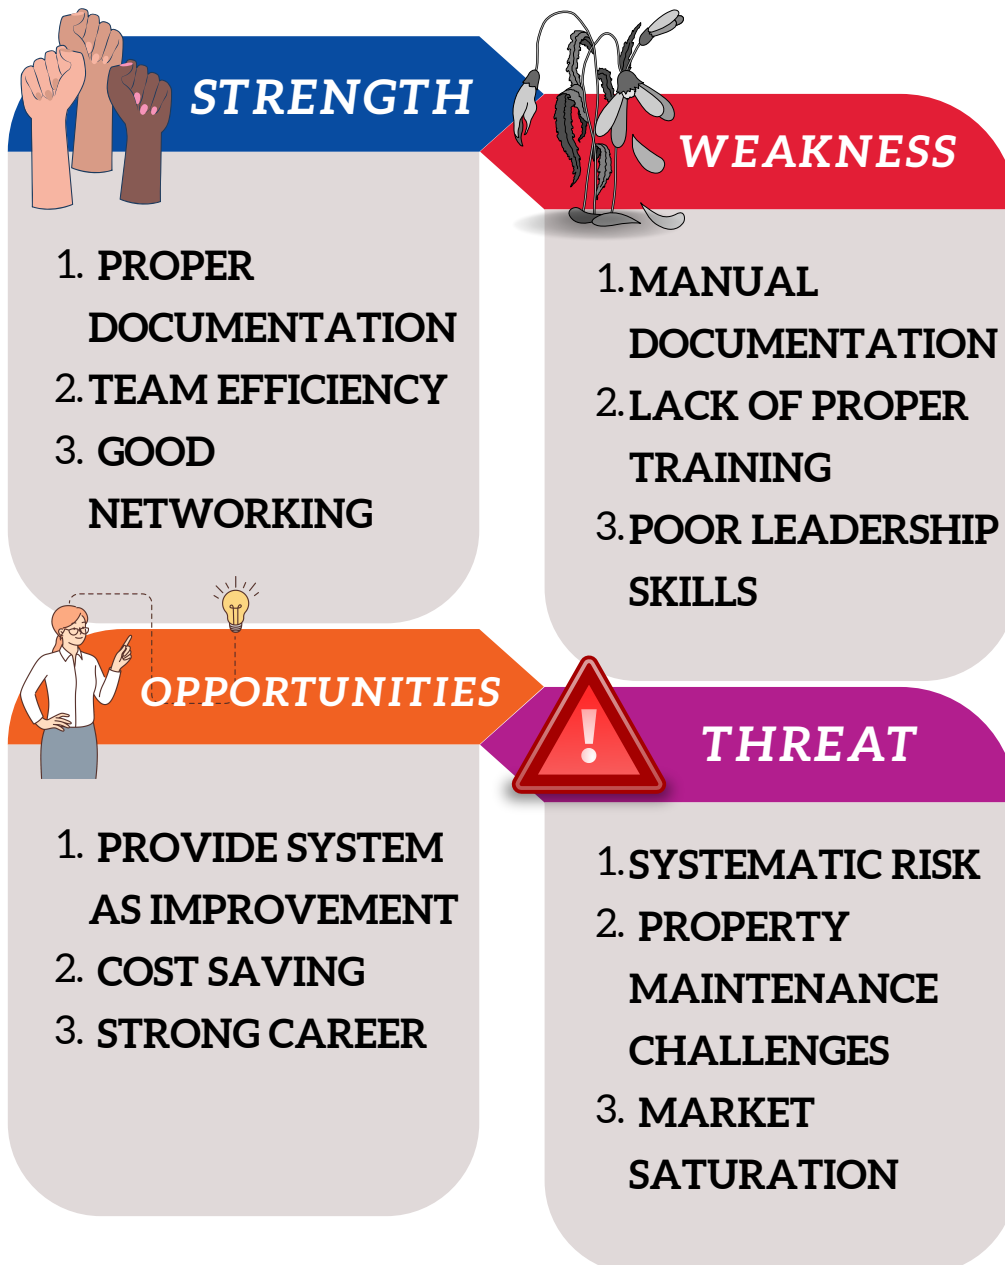 STRENGTH
1. PROPER
DOCUMENTATION
2. TEAM EFFICIENCY
3. GOOD
NETWORKING
WEAKNESS
1. MANUAL
DOCUMENTATION
2. LACK OF PROPER
TRAINING
3. POOR LEADERSHIP
SKILLS
OPPORTUNITIES
1. PROVIDE SYSTEM
AS IMPROVEMENT
2. COST SAVING
3. STRONG CAREER
THREAT
1. SYSTEMATIC RISK
2. PROPERTY
MAINTENANCE
CHALLENGES
3. MARKET
SATURATION